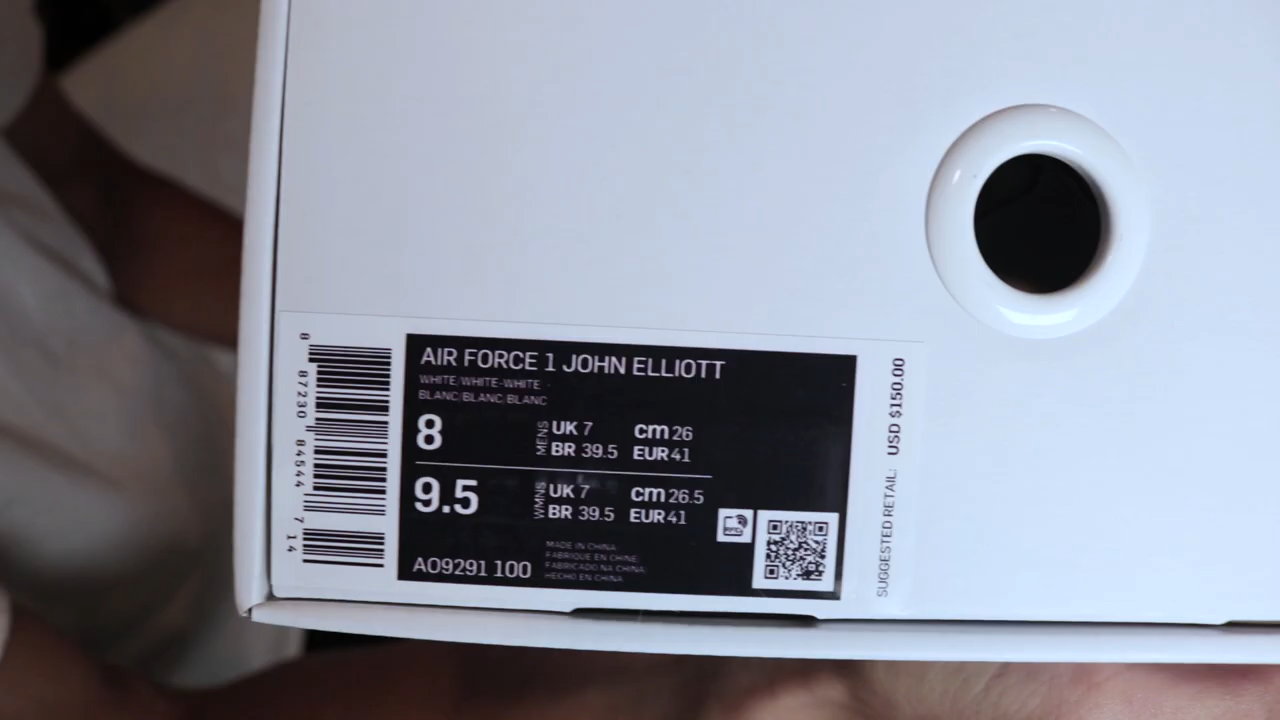 AIR FORCE 1 JOHN ELLIOTT
WHITE/WHITE-WHITE
BLANC/BLANC/BLANC
8
MENS
UK 7 cm 26
BR 39.5 EUR 41
9.5
WMNS
UK 7 cm 26.5
BR 39.5 EUR 41
AO9291 100
MADE IN CHINA
FABRIQUE EN CHINE
FABRICADO NA CHINA
HECHO EN CHINA
RFID
8 87230 84544 7 14
SUGGESTED RETAIL: USD $150.00